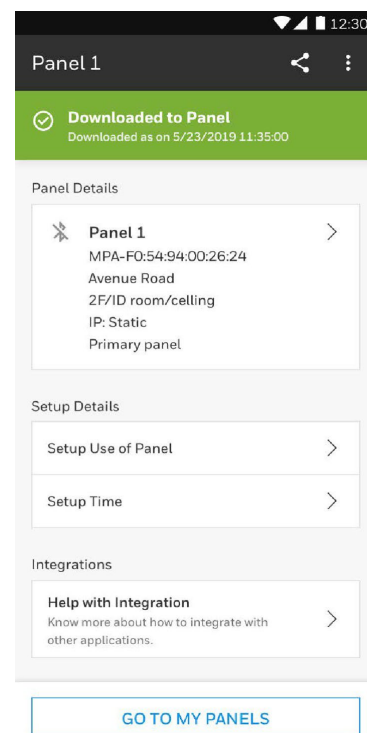 12:30
Panel 1
Downloaded to Panel
Downloaded as on 5/23/2019 11:35:00
Panel Details
Panel 1
MPA-F0:54:94:00:26:24
Avenue Road
2F/ID room/celling
IP: Static
Primary panel
Setup Details
Setup Use of Panel
Setup Time
Integrations
Help with Integration
Know more about how to integrate with
other applications.
GO TO MY PANELS